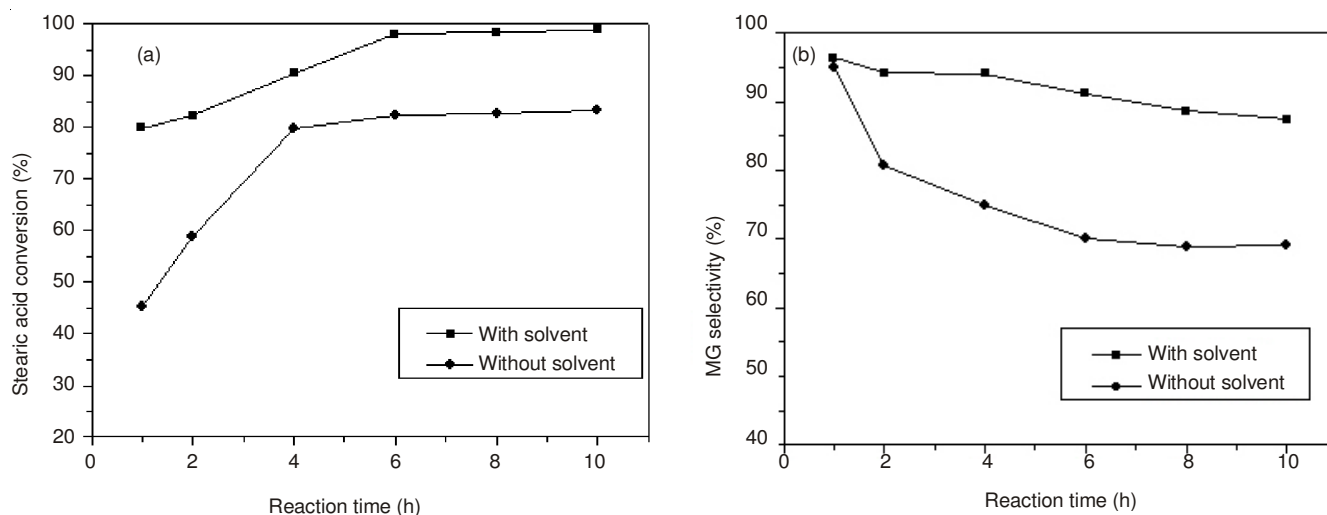 (a)
Stearic acid conversion (%)
100
90
80
70
60
50
40
30
20
0 2 4 6 8 10
Reaction time (h)
With solvent
Without solvent
(b)
MG selectivity (%)
100
90
80
70
60
50
40
0 2 4 6 8 10
Reaction time (h)
With solvent
Without solvent